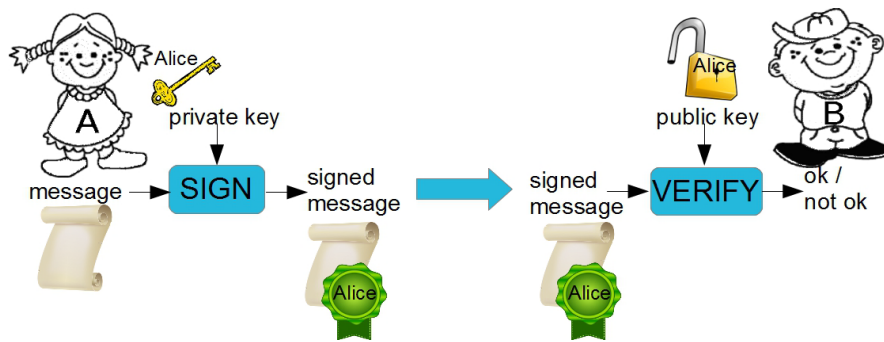 Alice
A
private key
message
SIGN
signed
message
Alice
Alice
B
public key
signed
message
VERIFY
ok /
not ok
Alice